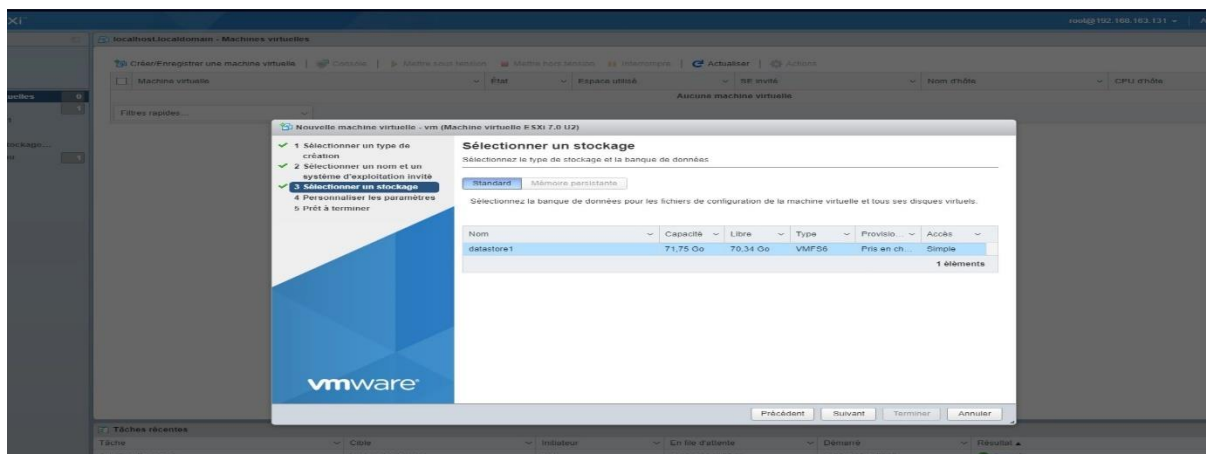 root@192.168.163.131
localhost.localdomain - Machines virtuelles
Créer/Enregistrer une machine virtuelle | Console | Mettre sous tension Mettre hors tension Interrompre | Actualiser | Actions
Machine virtuelle État Espace utilisé SE invité Nom d'hôte CPU d'hôte
Aucune machine virtuelle
Filtres rapides...
Nouvelle machine virtuelle - vm (Machine virtuelle ESXi 7.0 U2)
1 Sélectionner un type de création
2 Sélectionner un nom et un système d'exploitation invité
3 Sélectionner un stockage
4 Personnaliser les paramètres
5 Prêt à terminer
vmware
Sélectionner un stockage
Sélectionnez le type de stockage et la banque de données
Standard Mémoire persistante
Sélectionnez la banque de données pour les fichiers de configuration de la machine virtuelle et tous ses disques virtuels.
Nom Capacité Libre Type Provisio... Accès
datastore1 71,75 Go 70,34 Go VMFS6 Pris en ch... Simple
1 éléments
Précédent Suivant Terminer Annuler
Tâches récentes
Tâche Cible Initiateur En file d'attente Démarré Résultat